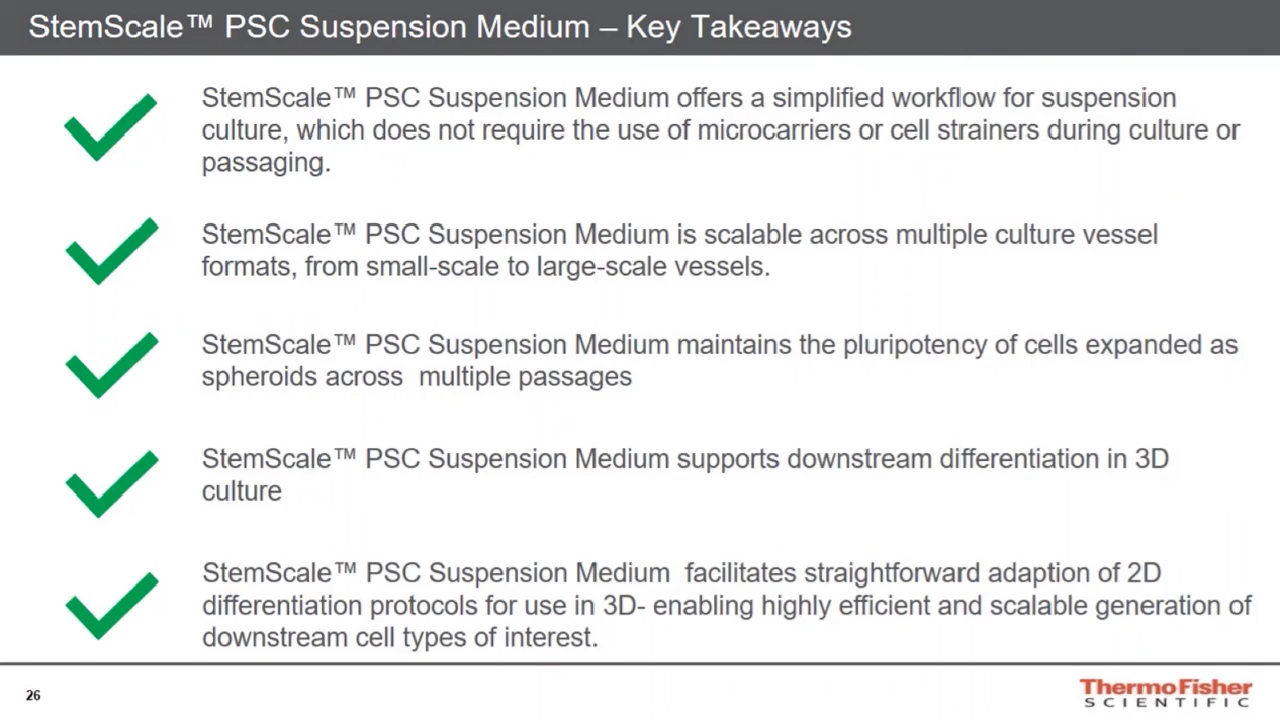 StemScale™ PSC Suspension Medium – Key Takeaways
StemScale™ PSC Suspension Medium offers a simplified workflow for suspension
culture, which does not require the use of microcarriers or cell strainers during culture or
passaging.
StemScale™ PSC Suspension Medium is scalable across multiple culture vessel
formats, from small-scale to large-scale vessels.
StemScale™ PSC Suspension Medium maintains the pluripotency of cells expanded as
spheroids across  multiple passages
StemScale™ PSC Suspension Medium supports downstream differentiation in 3D
culture
StemScale™ PSC Suspension Medium  facilitates straightforward adaption of 2D
differentiation protocols for use in 3D- enabling highly efficient and scalable generation of
downstream cell types of interest.
26
ThermoFisher
SCIENTIFIC